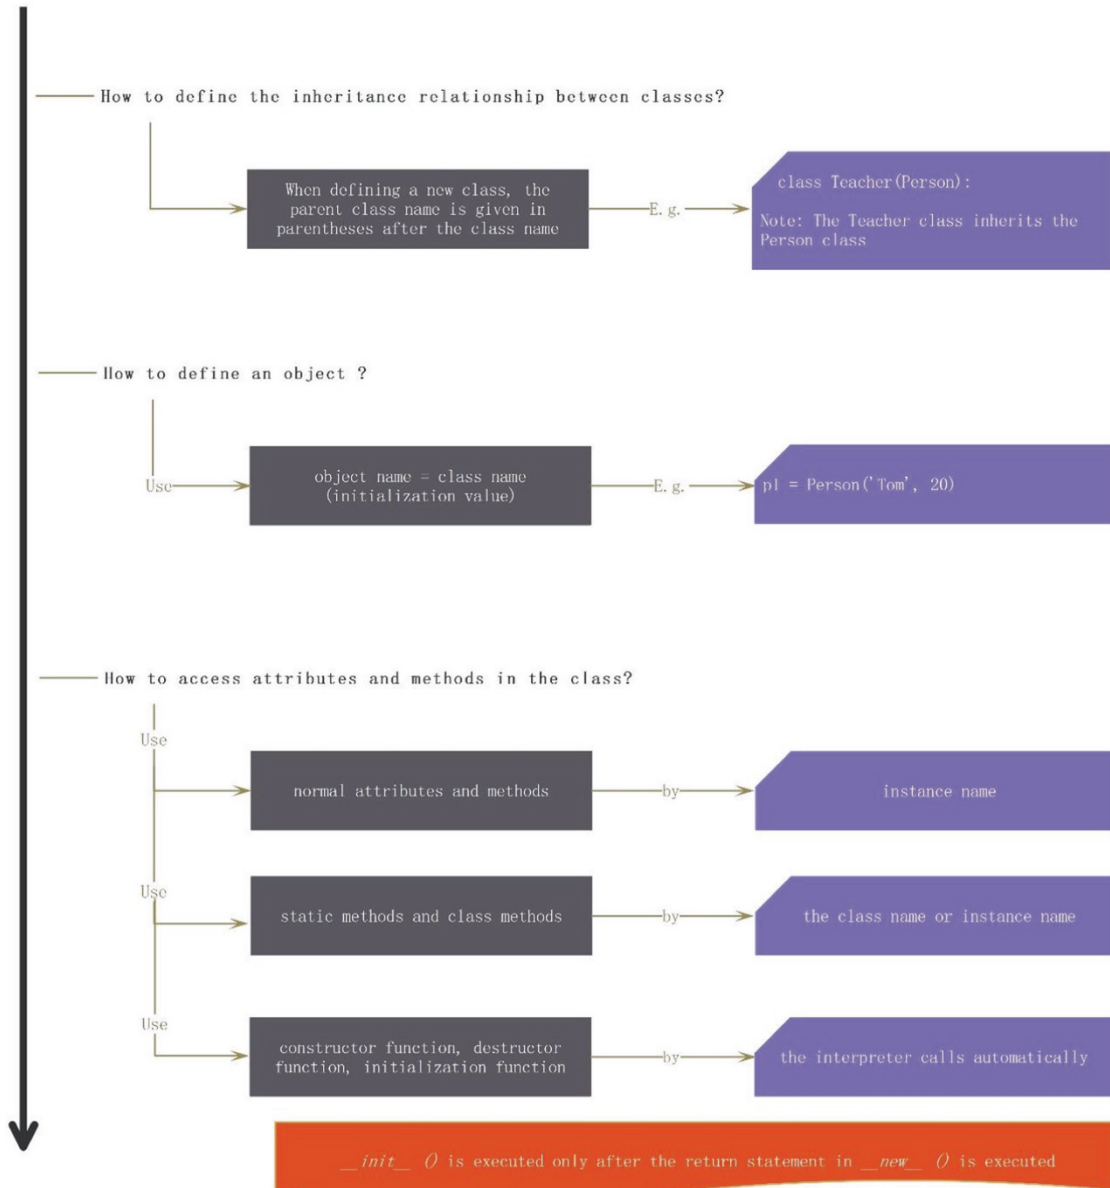 How to define the inheritance relationship between classes?
When defining a new class, the
parent class name is given in
parentheses after the class name
E.g.
class Teacher(Person):
Note: The Teacher class inherits the
Person class
How to define an object ?
Use
object name = class name
(initialization value)
E.g.
p1 = Person('Tom', 20)
How to access attributes and methods in the class?
Use
normal attributes and methods
by
instance name
Use
static methods and class methods
by
the class name or instance name
Use
constructor function, destructor
function, initialization function
by
the interpreter calls automatically
__init__ () is executed only after the return statement in __new__ () is executed